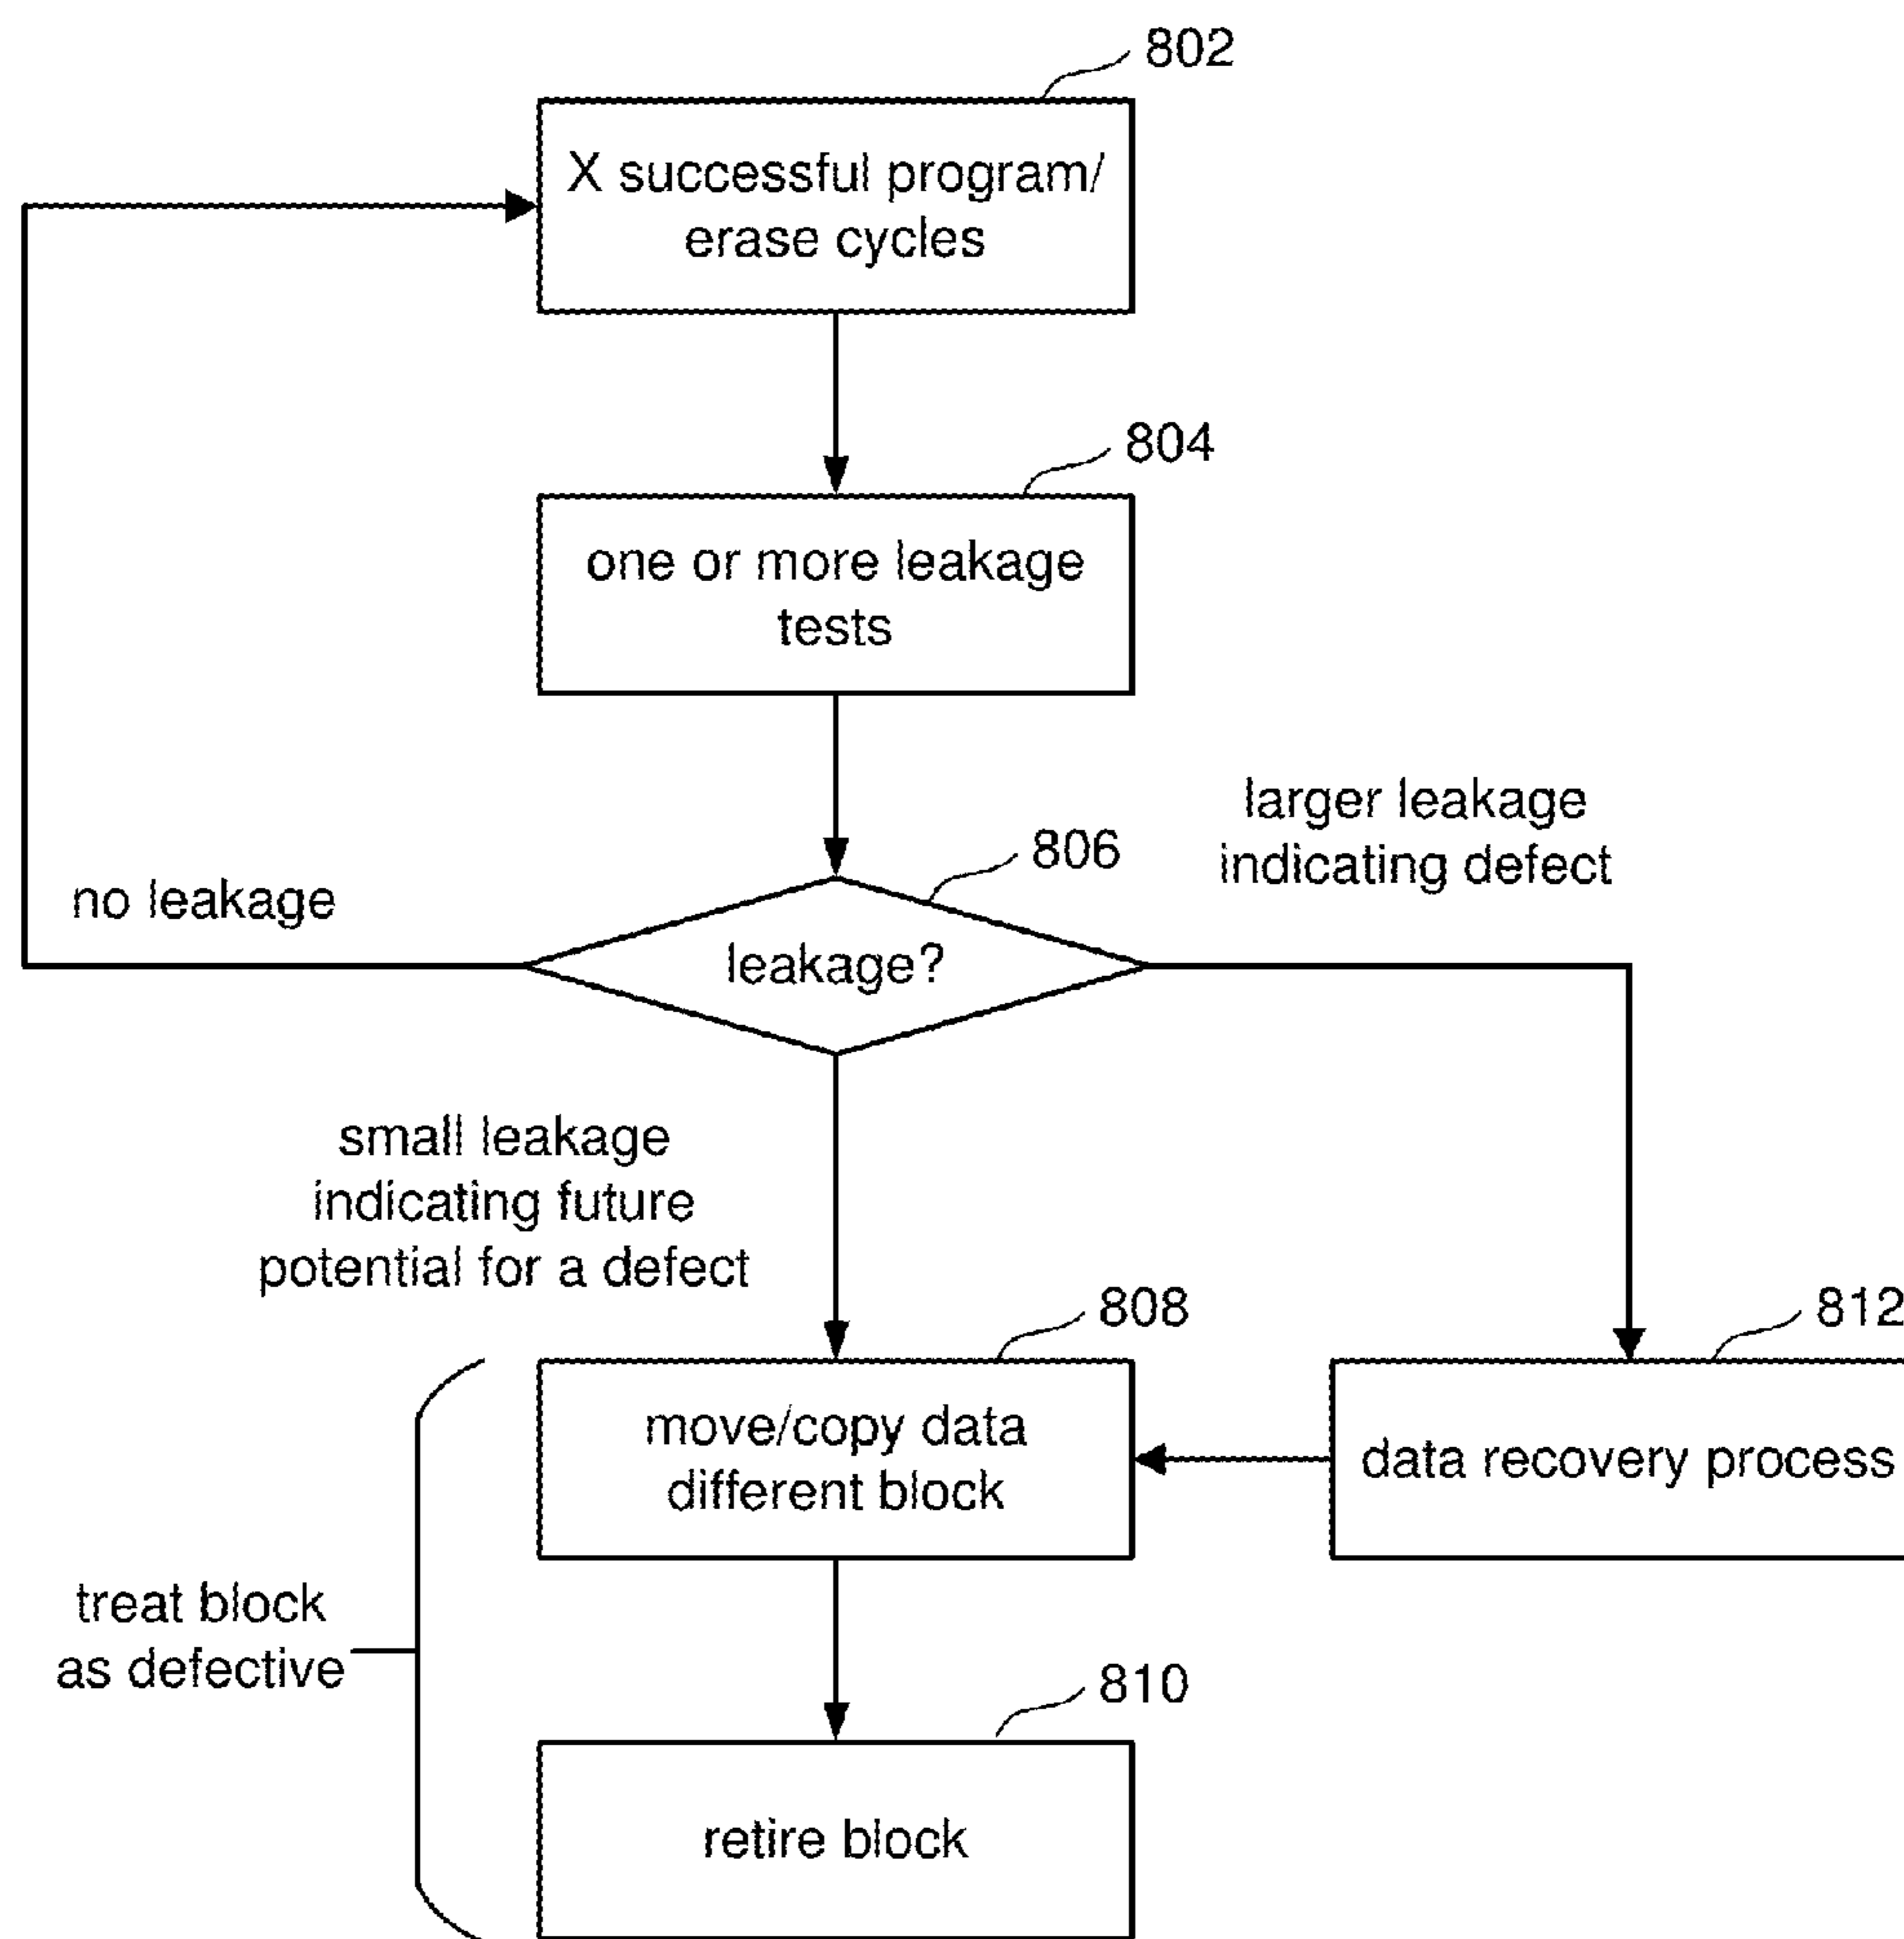 802
X successful program/
erase cycles
804
one or more leakage
tests
806
larger leakage
indicating defect
no leakage
leakage?
small leakage
indicating future
potential for a defect
808
812
move/copy data
different block
data recovery process
treat block
as defective
810
retire block